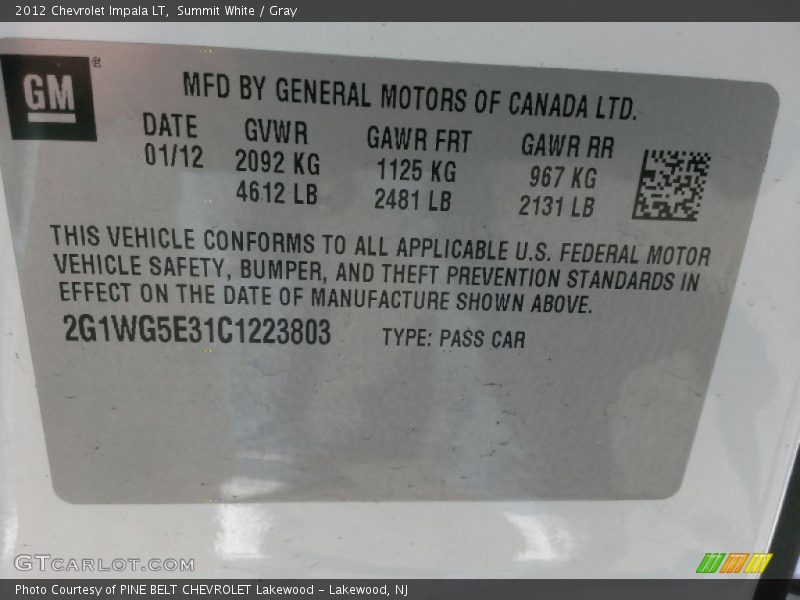 2012 Chevrolet Impala LT, Summit White / Gray
GM ®
MFD BY GENERAL MOTORS OF CANADA LTD.
DATE GVWR GAWR FRT GAWR RR
01/12 2092 KG 1125 KG 967 KG
4612 LB 2481 LB 2131 LB
THIS VEHICLE CONFORMS TO ALL APPLICABLE U.S. FEDERAL MOTOR
VEHICLE SAFETY, BUMPER, AND THEFT PREVENTION STANDARDS IN
EFFECT ON THE DATE OF MANUFACTURE SHOWN ABOVE.
2G1WG5E31C1223803 TYPE: PASS CAR
GTCARLOT.COM
Photo Courtesy of PINE BELT CHEVROLET Lakewood - Lakewood, NJ